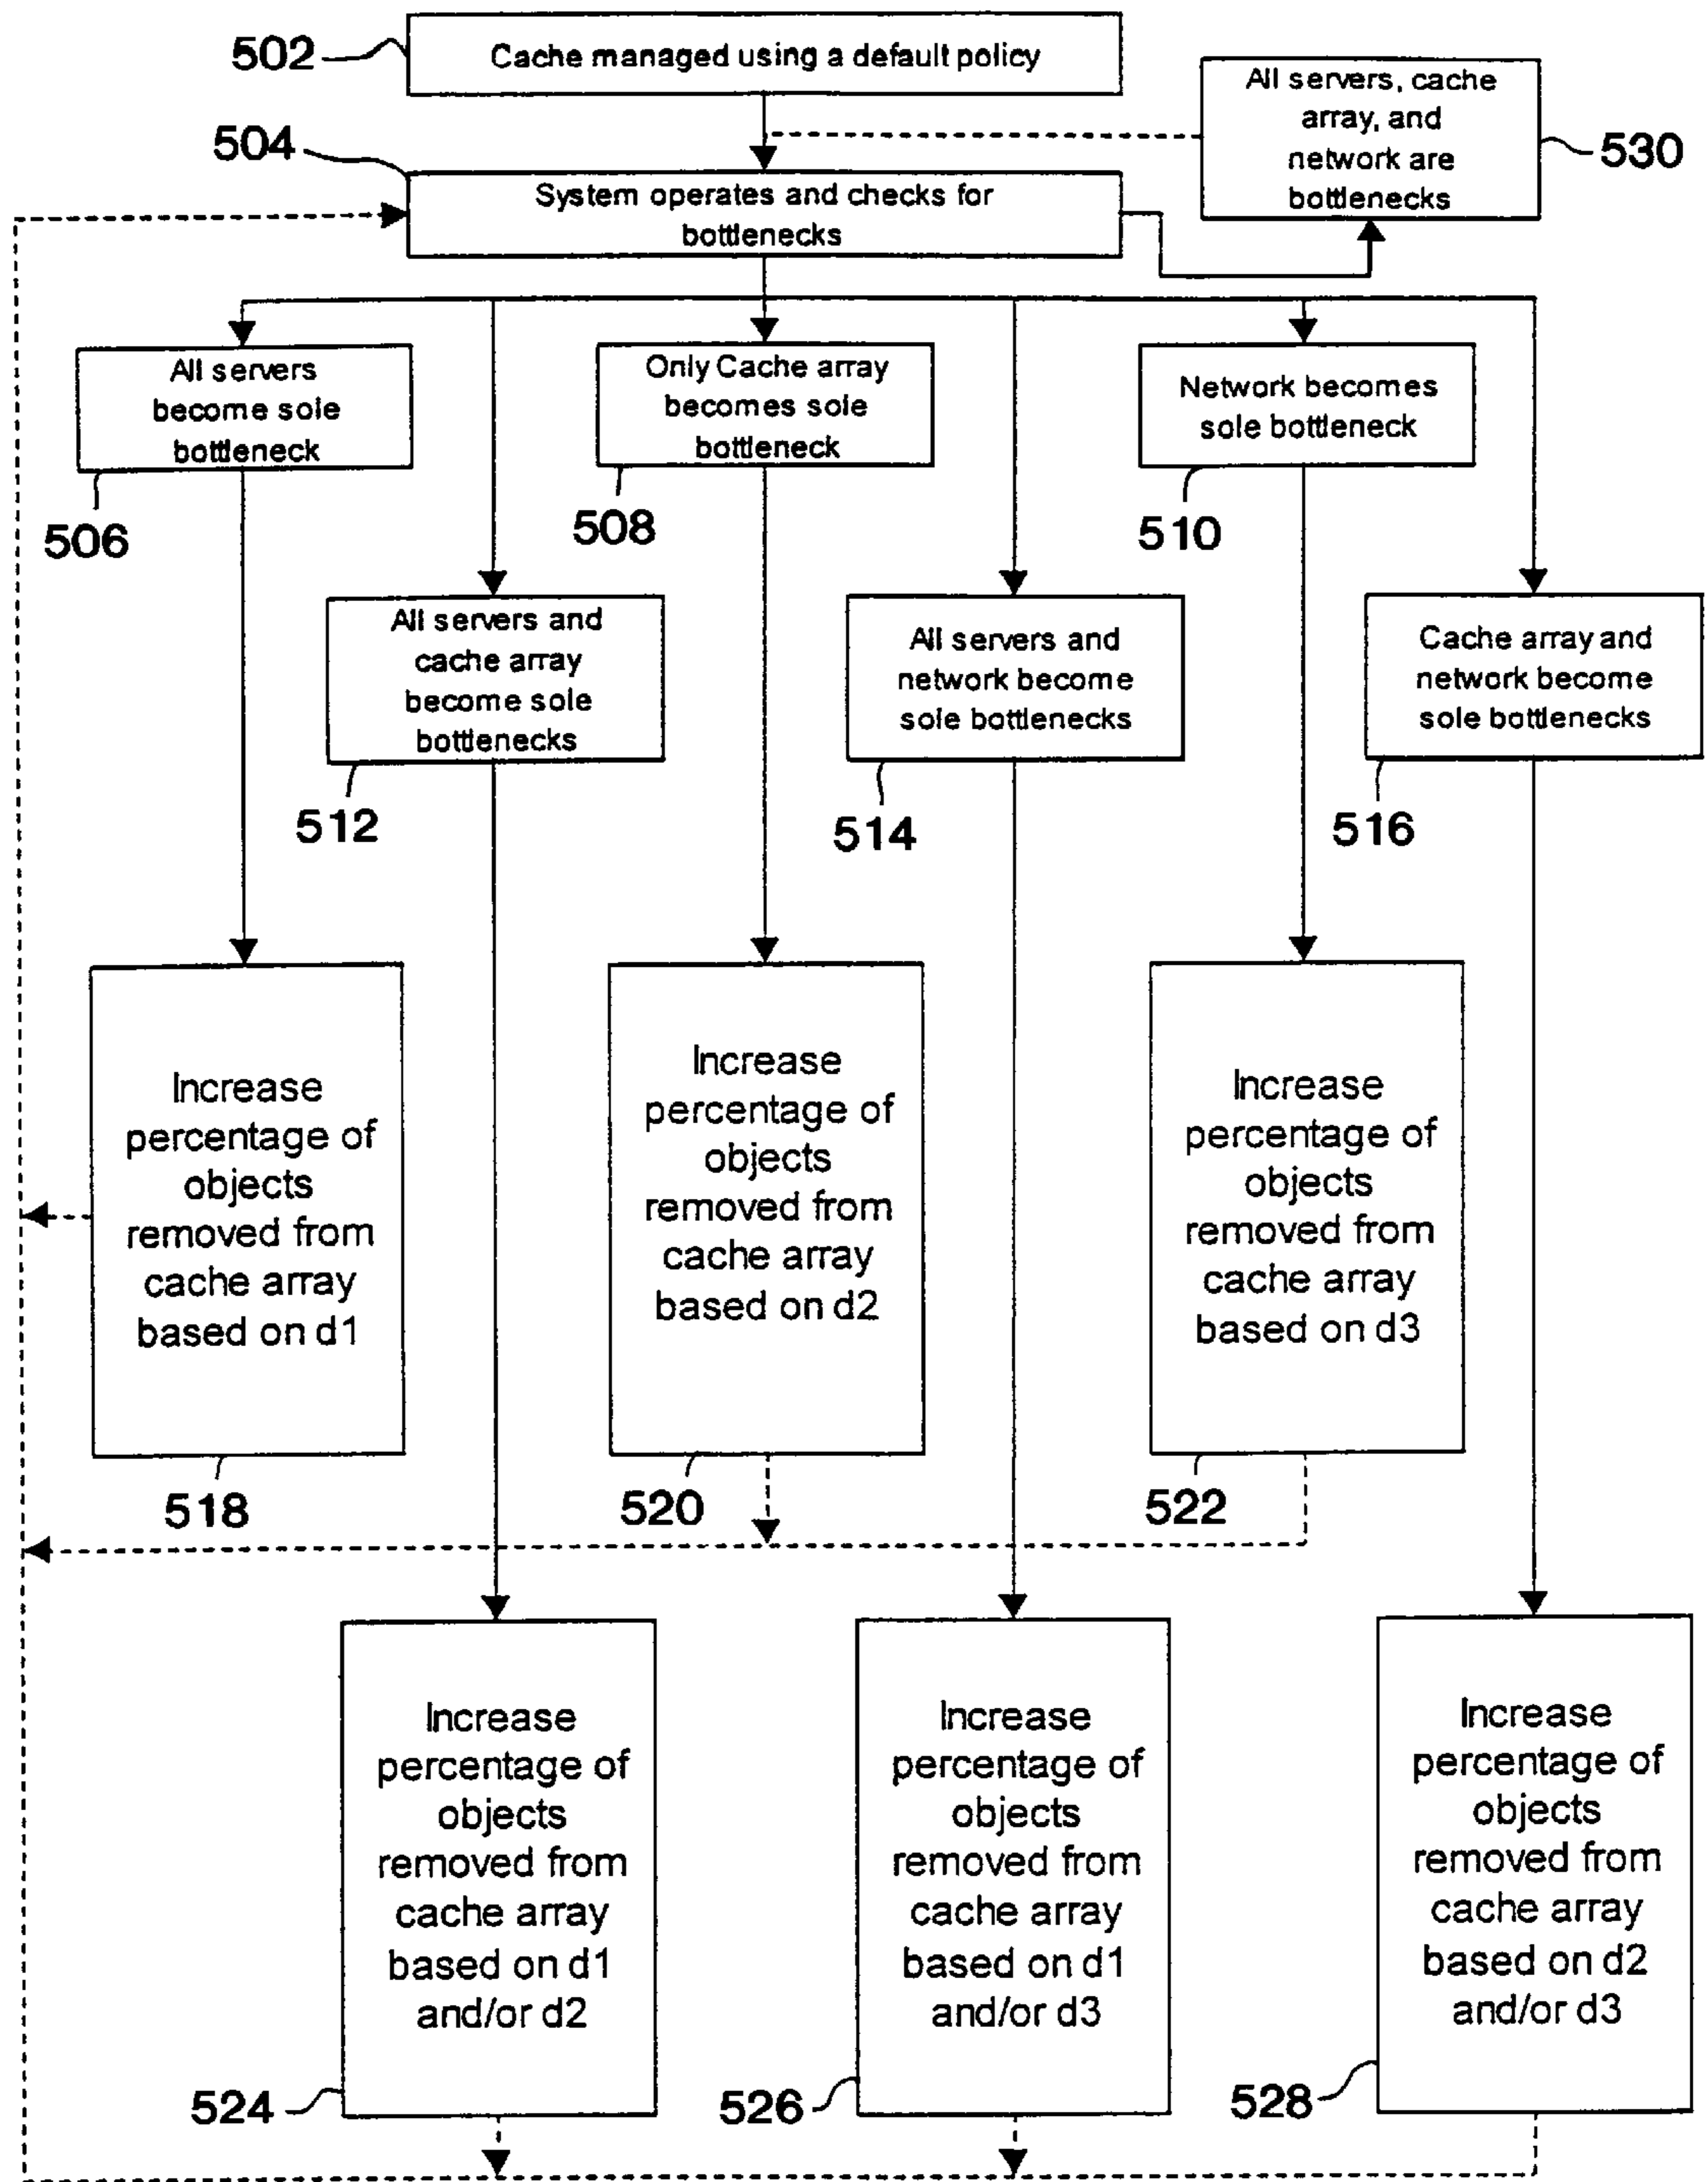 502
Cache managed using a default policy
All servers, cache
array, and
network are
bottlenecks
530
504
System operates and checks for
bottlenecks
All servers
become sole
bottleneck
506
Only Cache array
becomes sole
bottleneck
508
Network becomes
sole bottleneck
510
All servers and
cache array
become sole
bottlenecks
512
All servers and
network become
sole bottlenecks
514
Cache array and
network become
sole bottlenecks
516
Increase
percentage of
objects
removed from
cache array
based on d1
518
Increase
percentage of
objects
removed from
cache array
based on d2
520
Increase
percentage of
objects
removed from
cache array
based on d3
522
Increase
percentage of
objects
removed from
cache array
based on d1
and/or d2
524
Increase
percentage of
objects
removed from
cache array
based on d1
and/or d3
526
Increase
percentage of
objects
removed from
cache array
based on d2
and/or d3
528